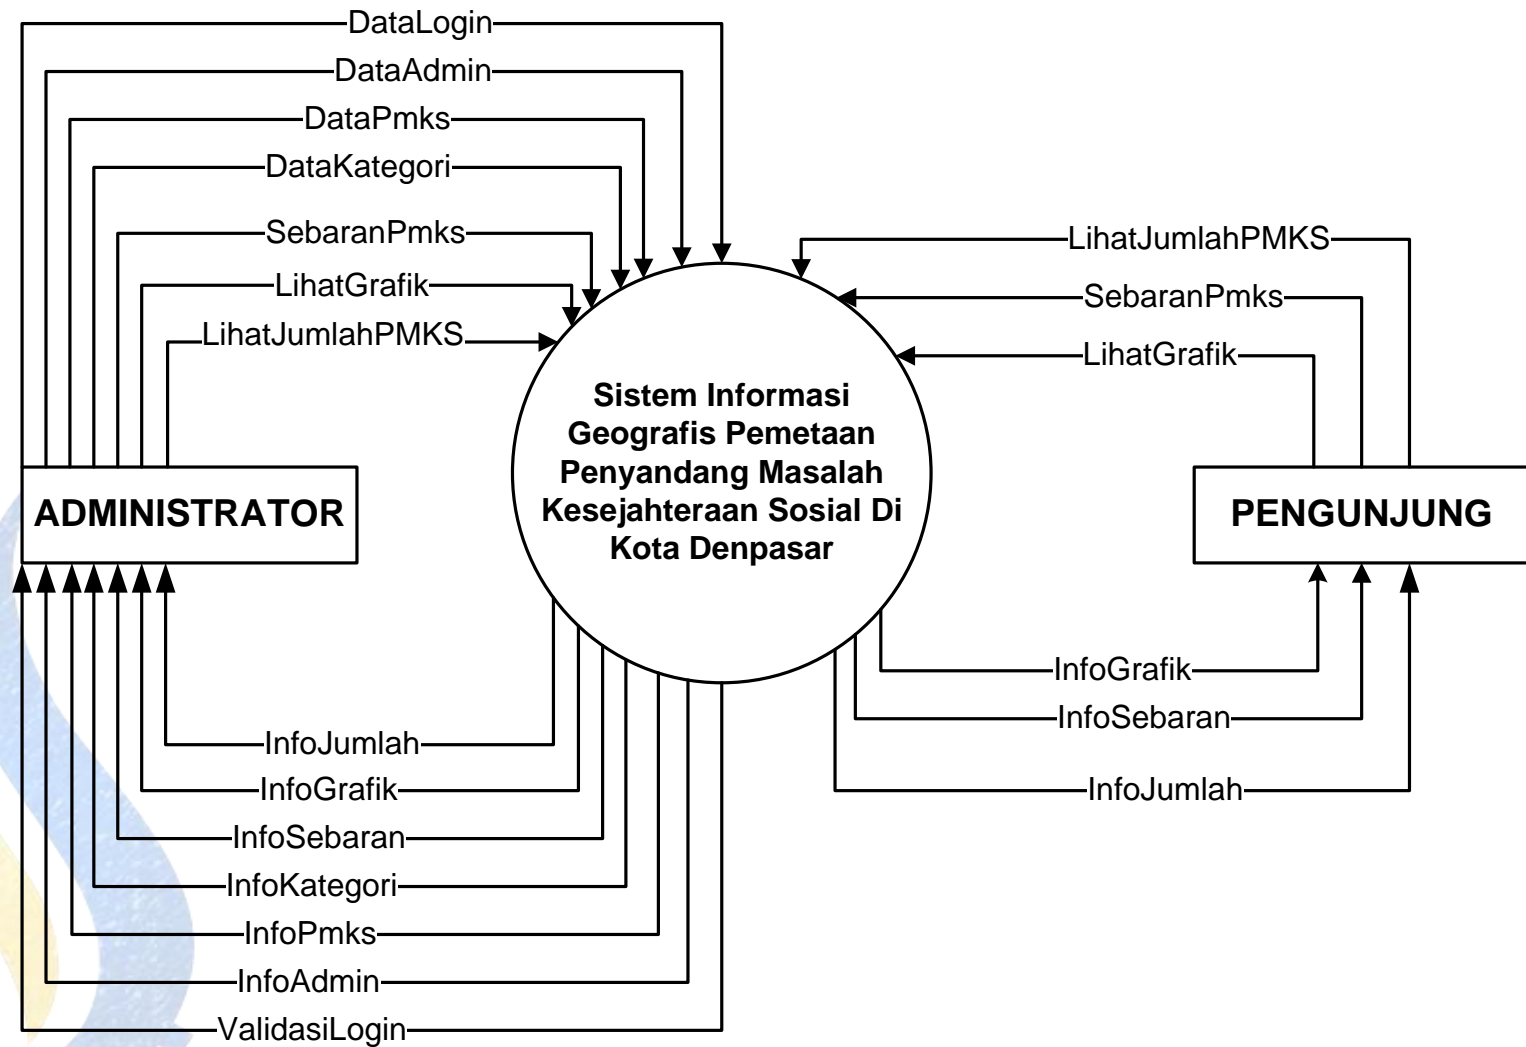 DataLogin
DataAdmin
DataPmks
DataKategori
SebaranPmks
LihatGrafik
LihatJumlahPMKS
LihatJumlahPMKS
SebaranPmks
LihatGrafik
Sistem Informasi
Geografis Pemetaan
Penyandang Masalah
Kesejahteraan Sosial Di
Kota Denpasar
ADMINISTRATOR
PENGUNJUNG
InfoJumlah
InfoGrafik
InfoSebaran
InfoKategori
InfoPmks
InfoAdmin
ValidasiLogin
InfoGrafik
InfoSebaran
InfoJumlah